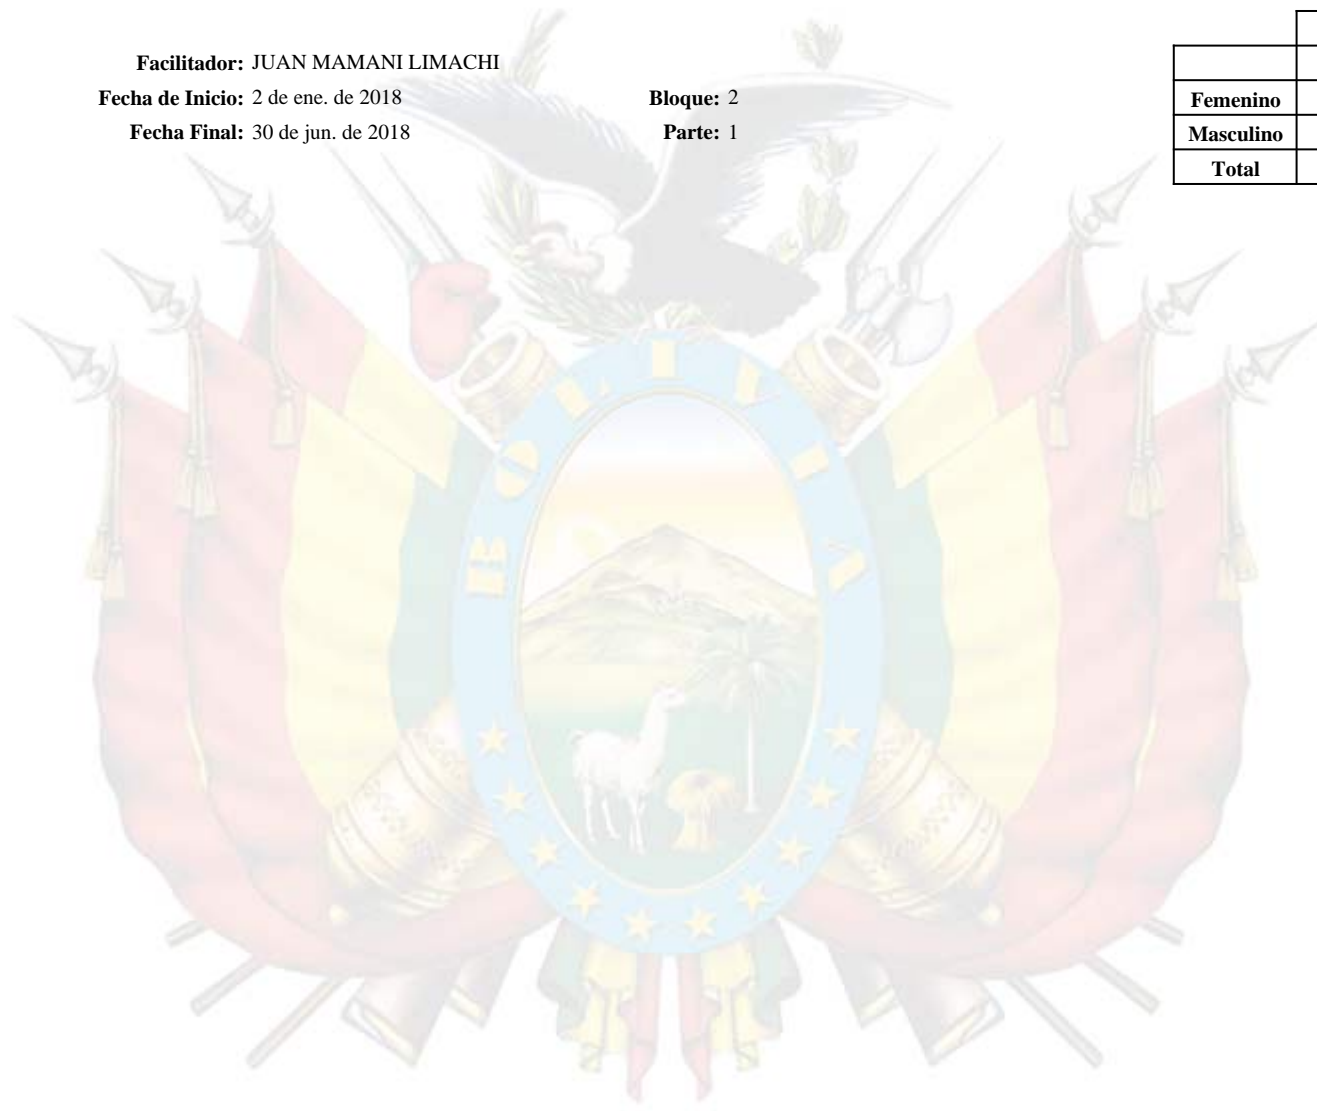 Facilitador: JUAN MAMANI LIMACHI
Fecha de Inicio: 2 de ene. de 2018 Bloque: 2
Fecha Final: 30 de jun. de 2018 Parte: 1
Femenino
Masculino
Total
BOLIVIA